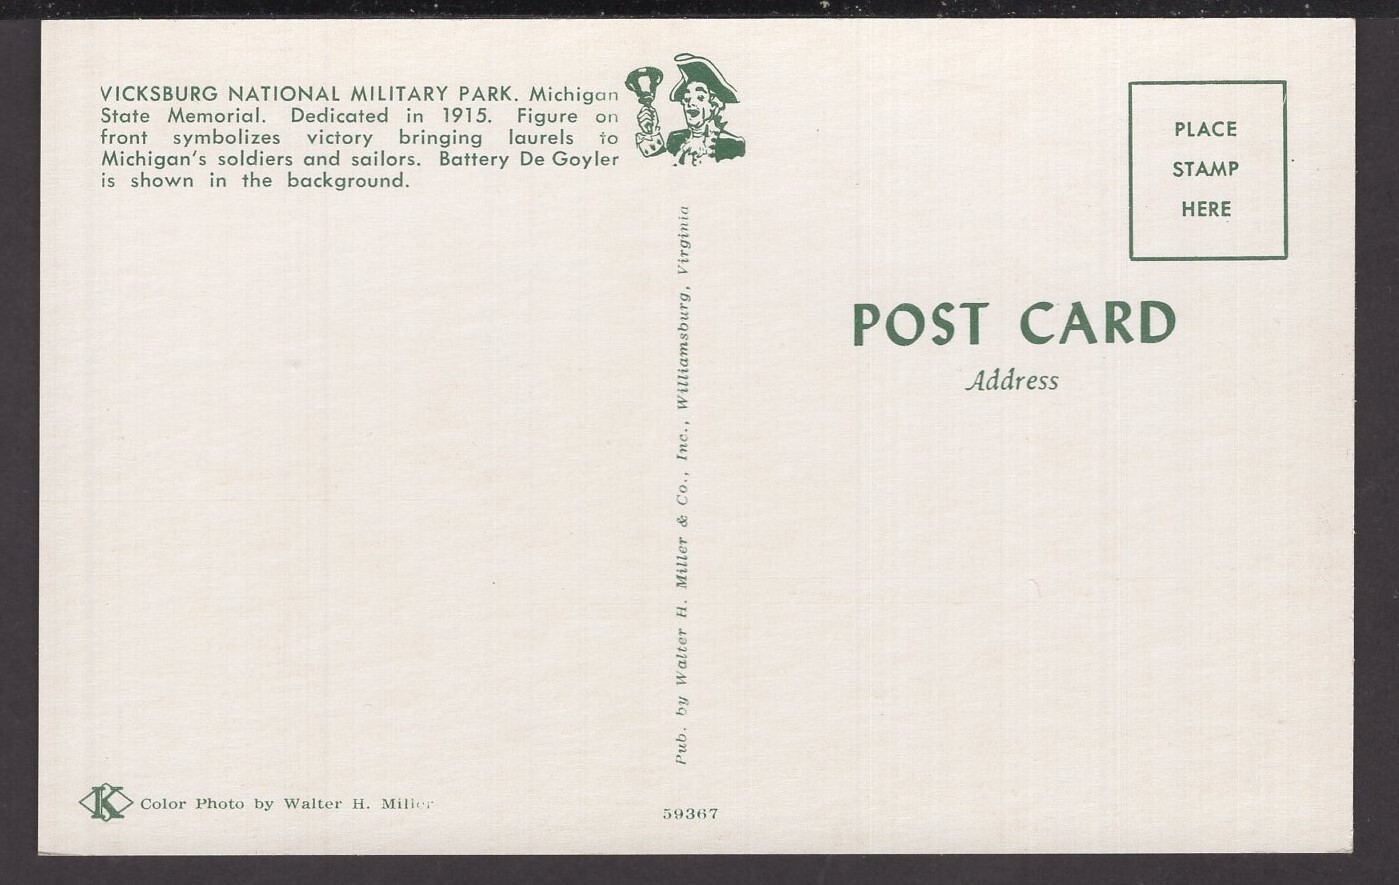 VICKSBURG NATIONAL MILITARY PARK. Michigan
State Memorial. Dedicated in 1915. Figure on
front symbolizes victory bringing laurels to
Michigan's soldiers and sailors. Battery De Goyler
is shown in the background.
Pub. by Walter H. Miller & Co., Inc., Williamsburg, Virginia
PLACE
STAMP
HERE
POST CARD
Address
K
Color Photo by Walter H. Miller
59367